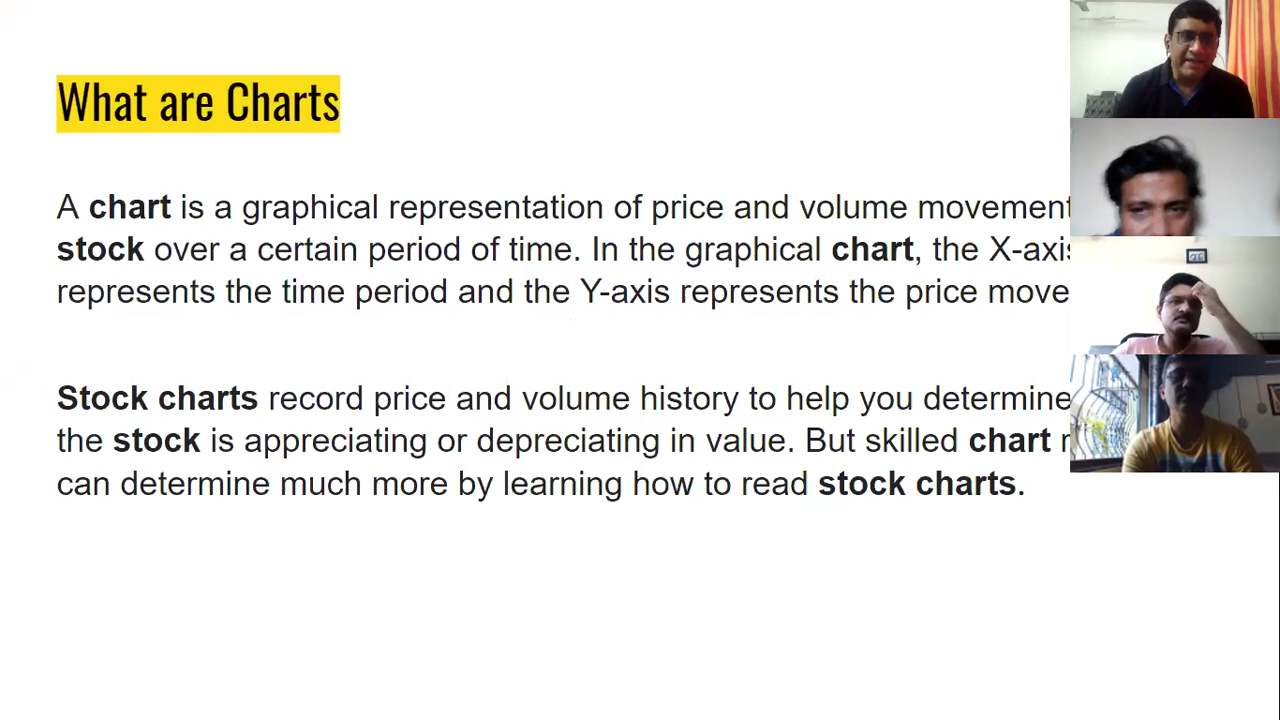 What are Charts
A chart is a graphical representation of price and volume movement
stock over a certain period of time. In the graphical chart, the X-axis
represents the time period and the Y-axis represents the price move
Stock charts record price and volume history to help you determine
the stock is appreciating or depreciating in value. But skilled chart
can determine much more by learning how to read stock charts.